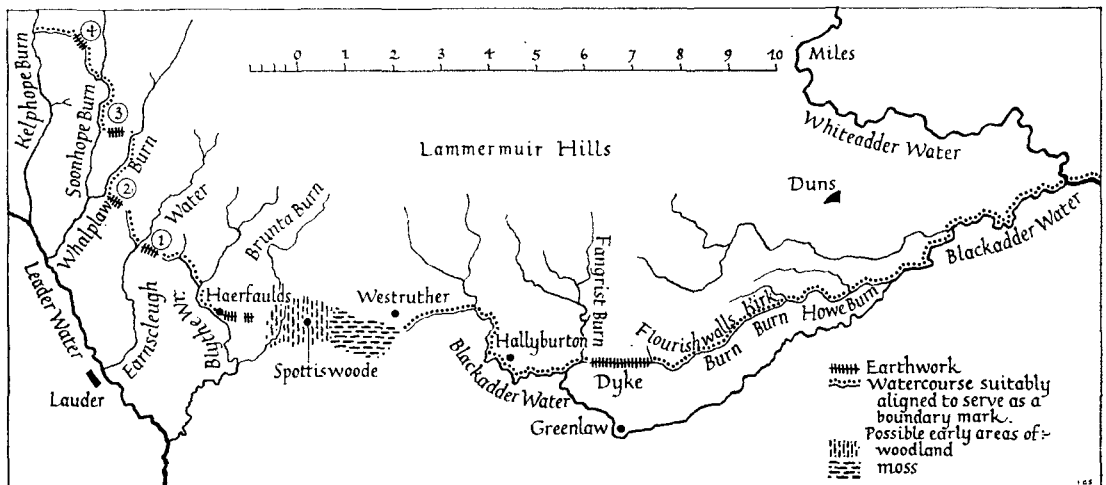 0 1 2 3 4 5 6 7 8 9 10
Miles
Kelphope Burn
4
Soonhope Burn
3
Whalplaw Burn
2
1
Leader Water
Earnscleugh Water
Lauder
Blythe Wr.
Haerfaulds
Brunta Burn
Spottiswoode
Westruther
Lammermuir Hills
Blackadder Water
Hallyburton
Fangrist Burn
Dyke
Greenlaw
Flourishwalls Burn
birk Burn
Howe Burn
Duns
Whiteadder Water
Blackadder Water
Earthwork
Watercourse suitably
aligned to serve as a
boundary mark.
Possible early areas of:-
woodland
moss